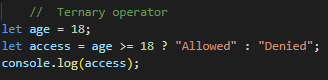 //  Ternary operator
let age = 18;
let access = age >= 18 ? "Allowed" : "Denied";
console.log(access);